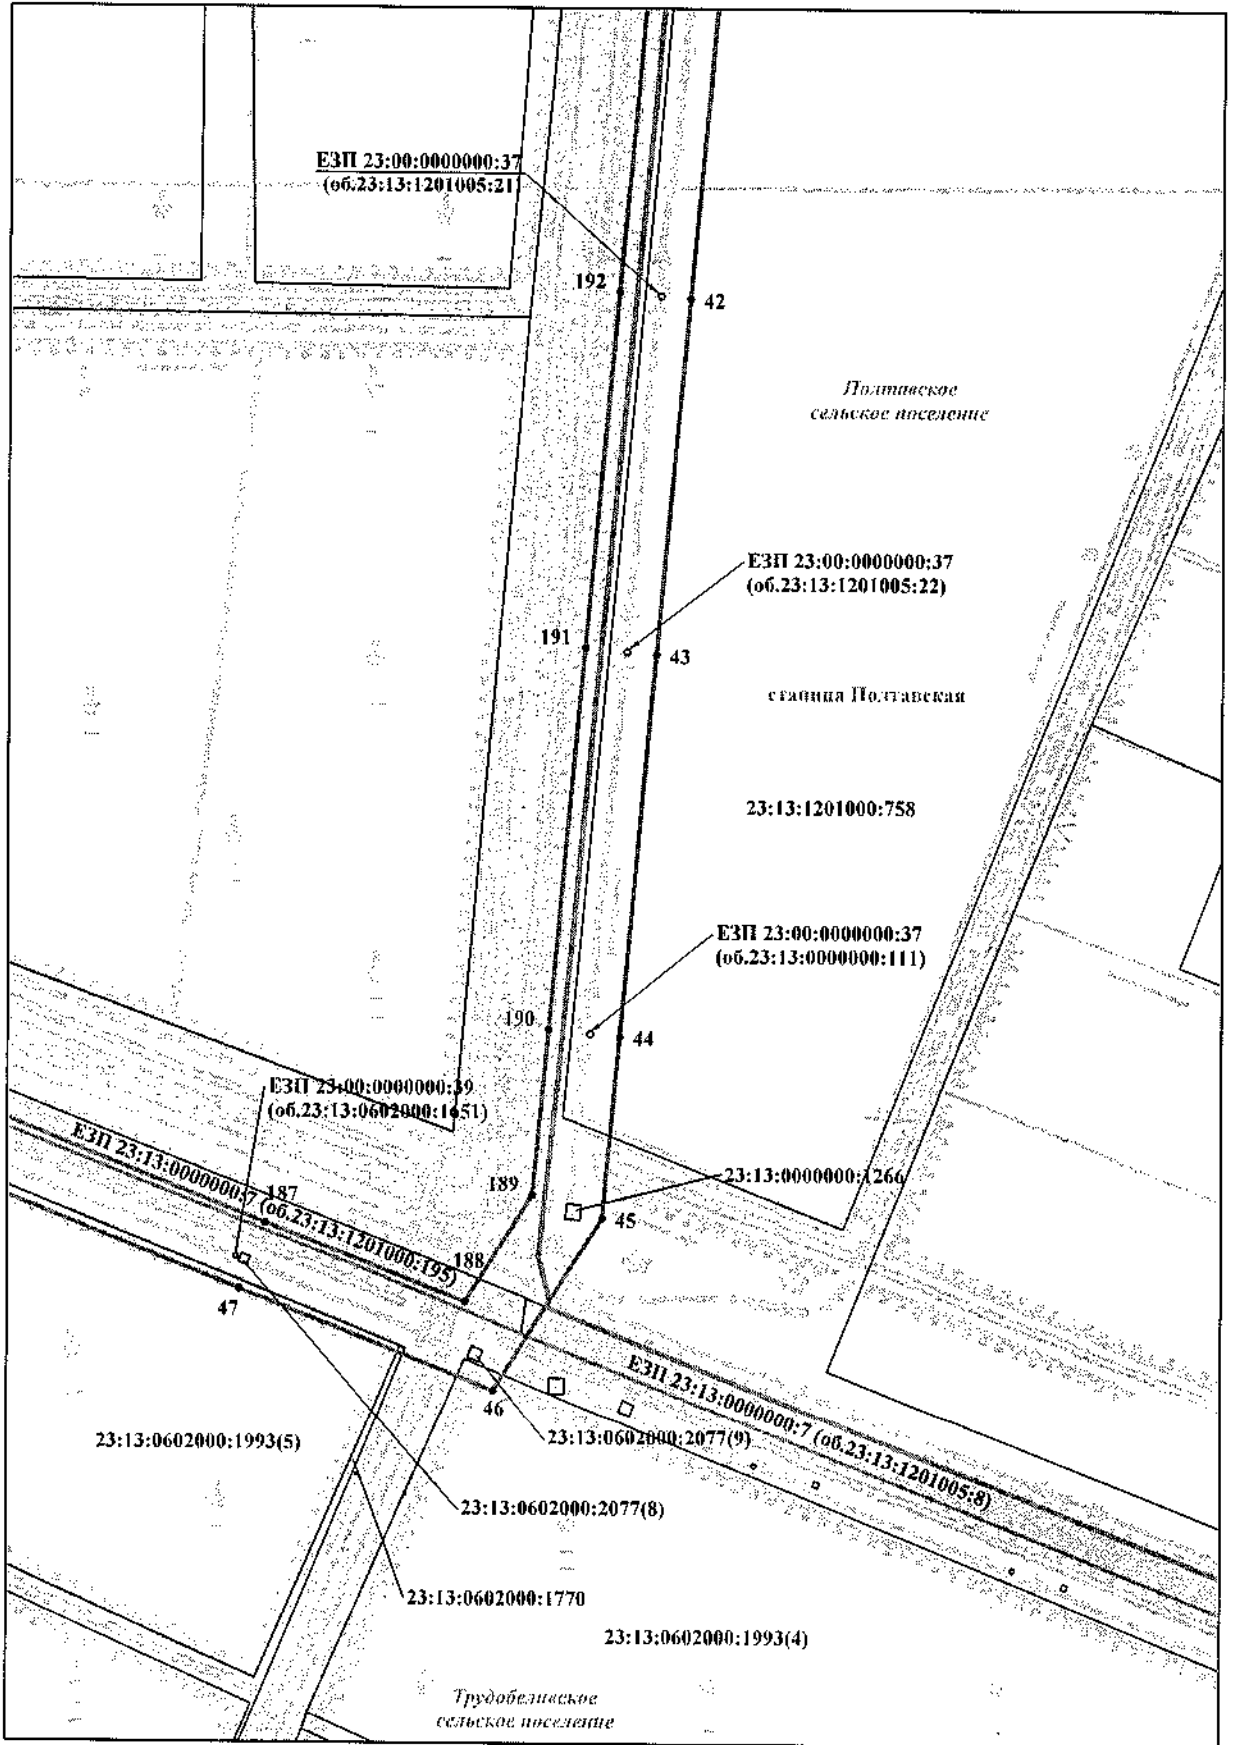 ЕЗП 23:00:0000000:37
(об.23:13:1201005:21
192
42
Полтавское
сельское поселение
ЕЗП 23:00:0000000:37
(об.23:13:1201005:22)
191
43
станица Полтавская
23:13:1201000:758
ЕЗП 23:00:0000000:37
(об.23:13:0000000:111)
190
44
ЕЗП 23:00:0000000:39
(об.23:13:0602000:1651)
ЕЗП 23:13:0000000:7 (об.23:13:1201000:195)
187
189
23:13:0000000:1266
45
188
47
46
ЕЗП 23:13:0000000:7 (об.23:13:1201005:8)
23:13:0602000:1993(5)
23:13:0602000:2077(9)
23:13:0602000:2077(8)
23:13:0602000:1770
23:13:0602000:1993(4)
Трудобеликвское
сельское поселение